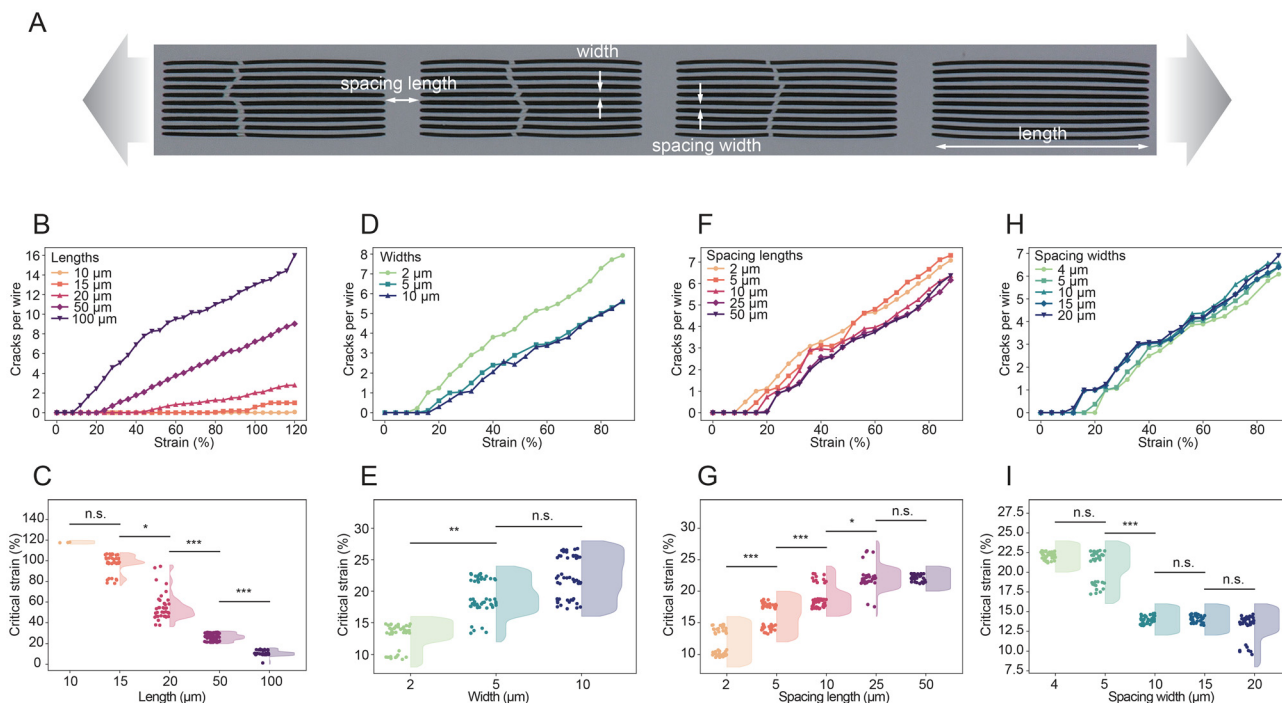 A
width
spacing length
spacing width
length
B
Cracks per wire
16
14
12
10
8
6
4
2
0
Lengths
10 µm
15 µm
20 µm
50 µm
100 µm
0 20 40 60 80 100 120
Strain (%)
D
Cracks per wire
8
7
6
5
4
3
2
1
0
Widths
2 µm
5 µm
10 µm
0 20 40 60 80
Strain (%)
F
Cracks per wire
7
6
5
4
3
2
1
0
Spacing lengths
2 µm
5 µm
10 µm
25 µm
50 µm
0 20 40 60 80
Strain (%)
H
Cracks per wire
7
6
5
4
3
2
1
0
Spacing widths
4 µm
5 µm
10 µm
15 µm
20 µm
0 20 40 60 80
Strain (%)
C
Critical strain (%)
140
120
100
80
60
40
20
0
n.s.
*
***
***
10 15 20 50 100
Length (µm)
E
Critical strain (%)
30
25
20
15
10
**
n.s.
2 5 10
Width (µm)
G
Critical strain (%)
30
25
20
15
10
***
***
*
n.s.
2 5 10 25 50
Spacing length (µm)
I
Critical strain (%)
27.5
25.0
22.5
20.0
17.5
15.0
12.5
10.0
7.5
n.s.
***
n.s.
n.s.
4 5 10 15 20
Spacing width (µm)